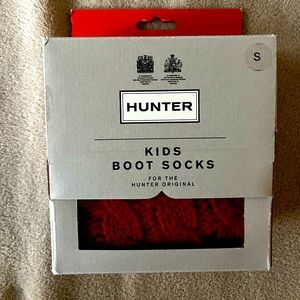 S
HUNTER
KIDS
BOOT SOCKS
FOR THE
HUNTER ORIGINAL